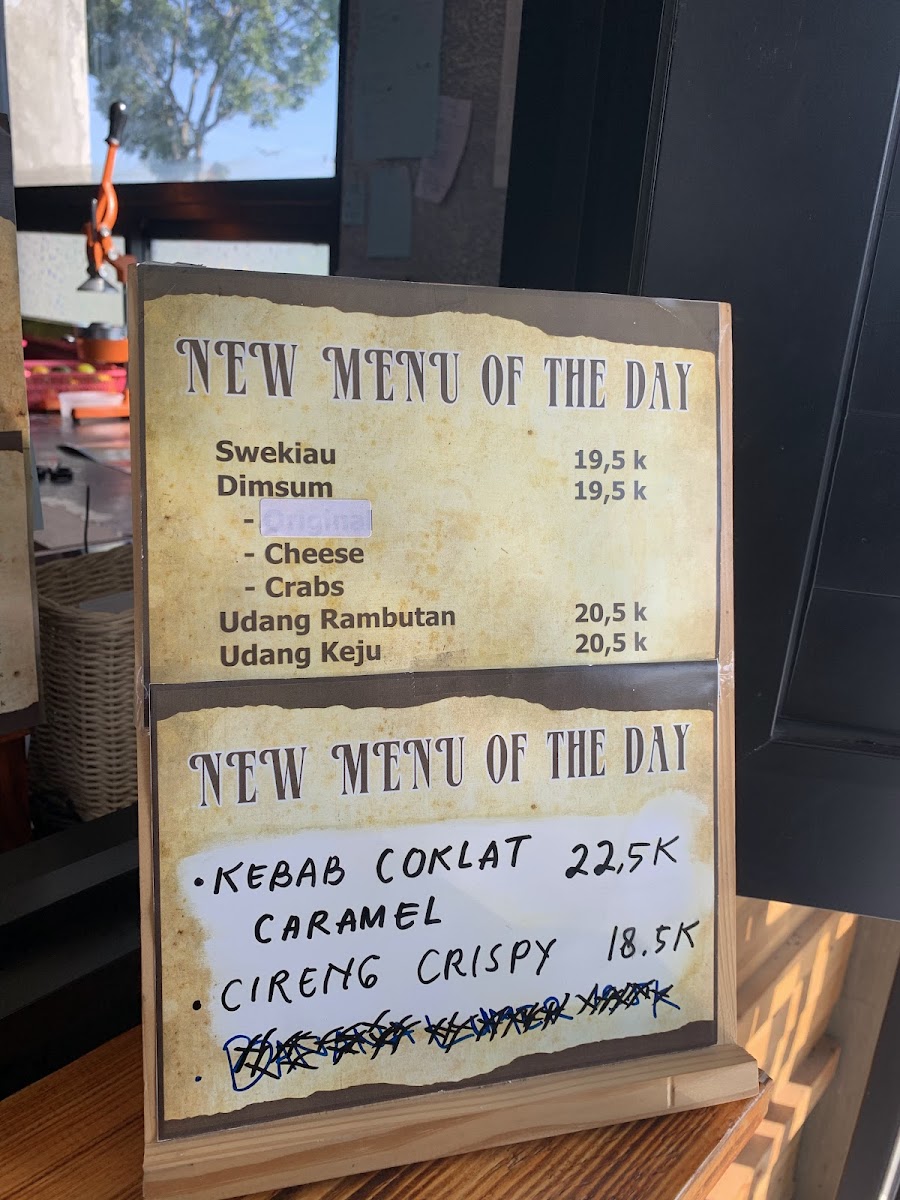 NEW MENU OF THE DAY
Swekiau 19,5 k
Dimsum 19,5 k
- Original
- Cheese
- Crabs
Udang Rambutan 20,5 k
Udang Keju 20,5 k
NEW MENU OF THE DAY
• KEBAB COKLAT 22,5K
CARAMEL
• CIRENG CRISPY 18.5K